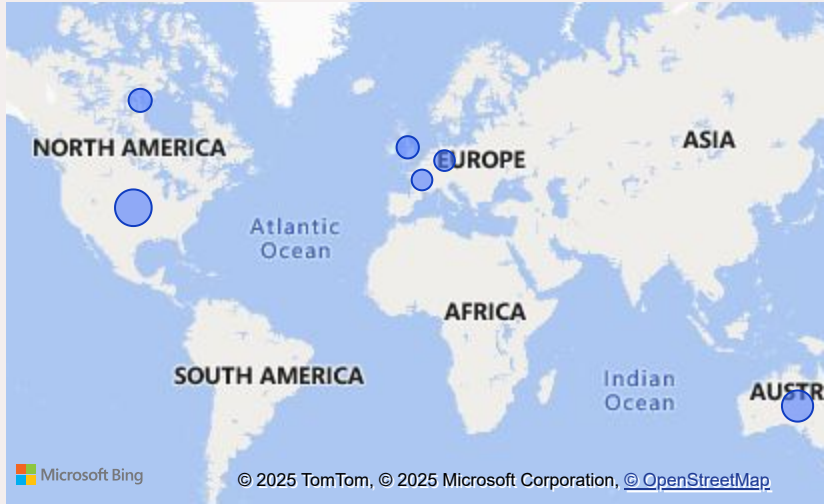 NORTH AMERICA
EUROPE
ASIA
Atlantic
Ocean
AFRICA
SOUTH AMERICA
Indian
Ocean
AUSTR
Microsoft Bing
© 2025 TomTom, © 2025 Microsoft Corporation, © OpenStreetMap